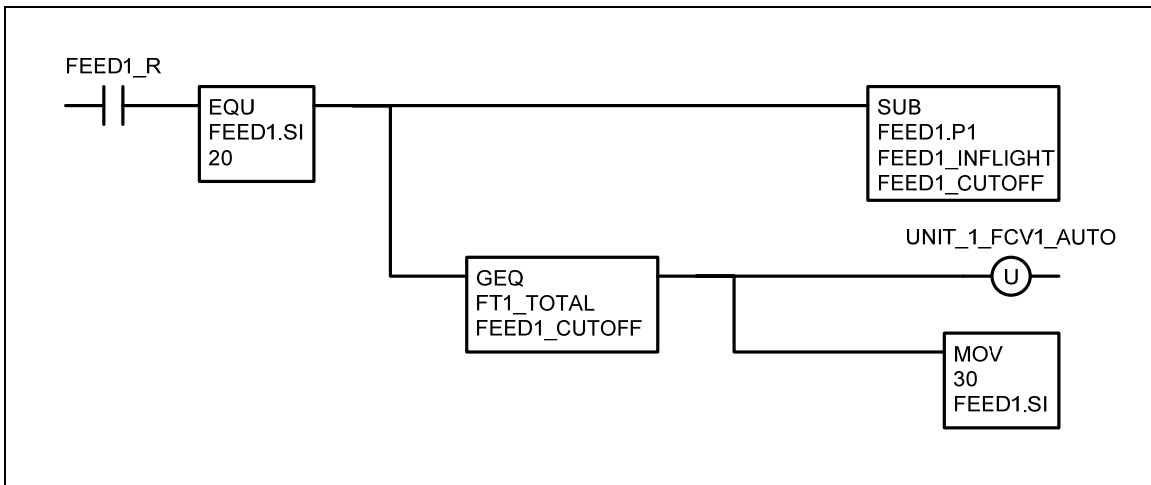 FEED1_R
EQU
FEED1.SI
20
SUB
FEED1.P1
FEED1_INFLIGHT
FEED1_CUTOFF
UNIT_1_FCV1_AUTO
U
GEQ
FT1_TOTAL
FEED1_CUTOFF
MOV
30
FEED1.SI